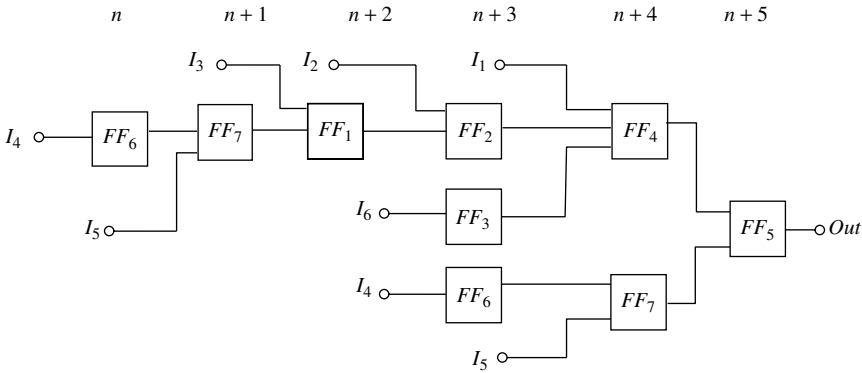 n n + 1 n + 2 n + 3 n + 4 n + 5
I₃ I₂ I₁
I₄ FF₆ FF₇ FF₁ FF₂ FF₄
I₅ I₆ FF₃ FF₅ Out
I₄ FF₆ FF₇
I₅